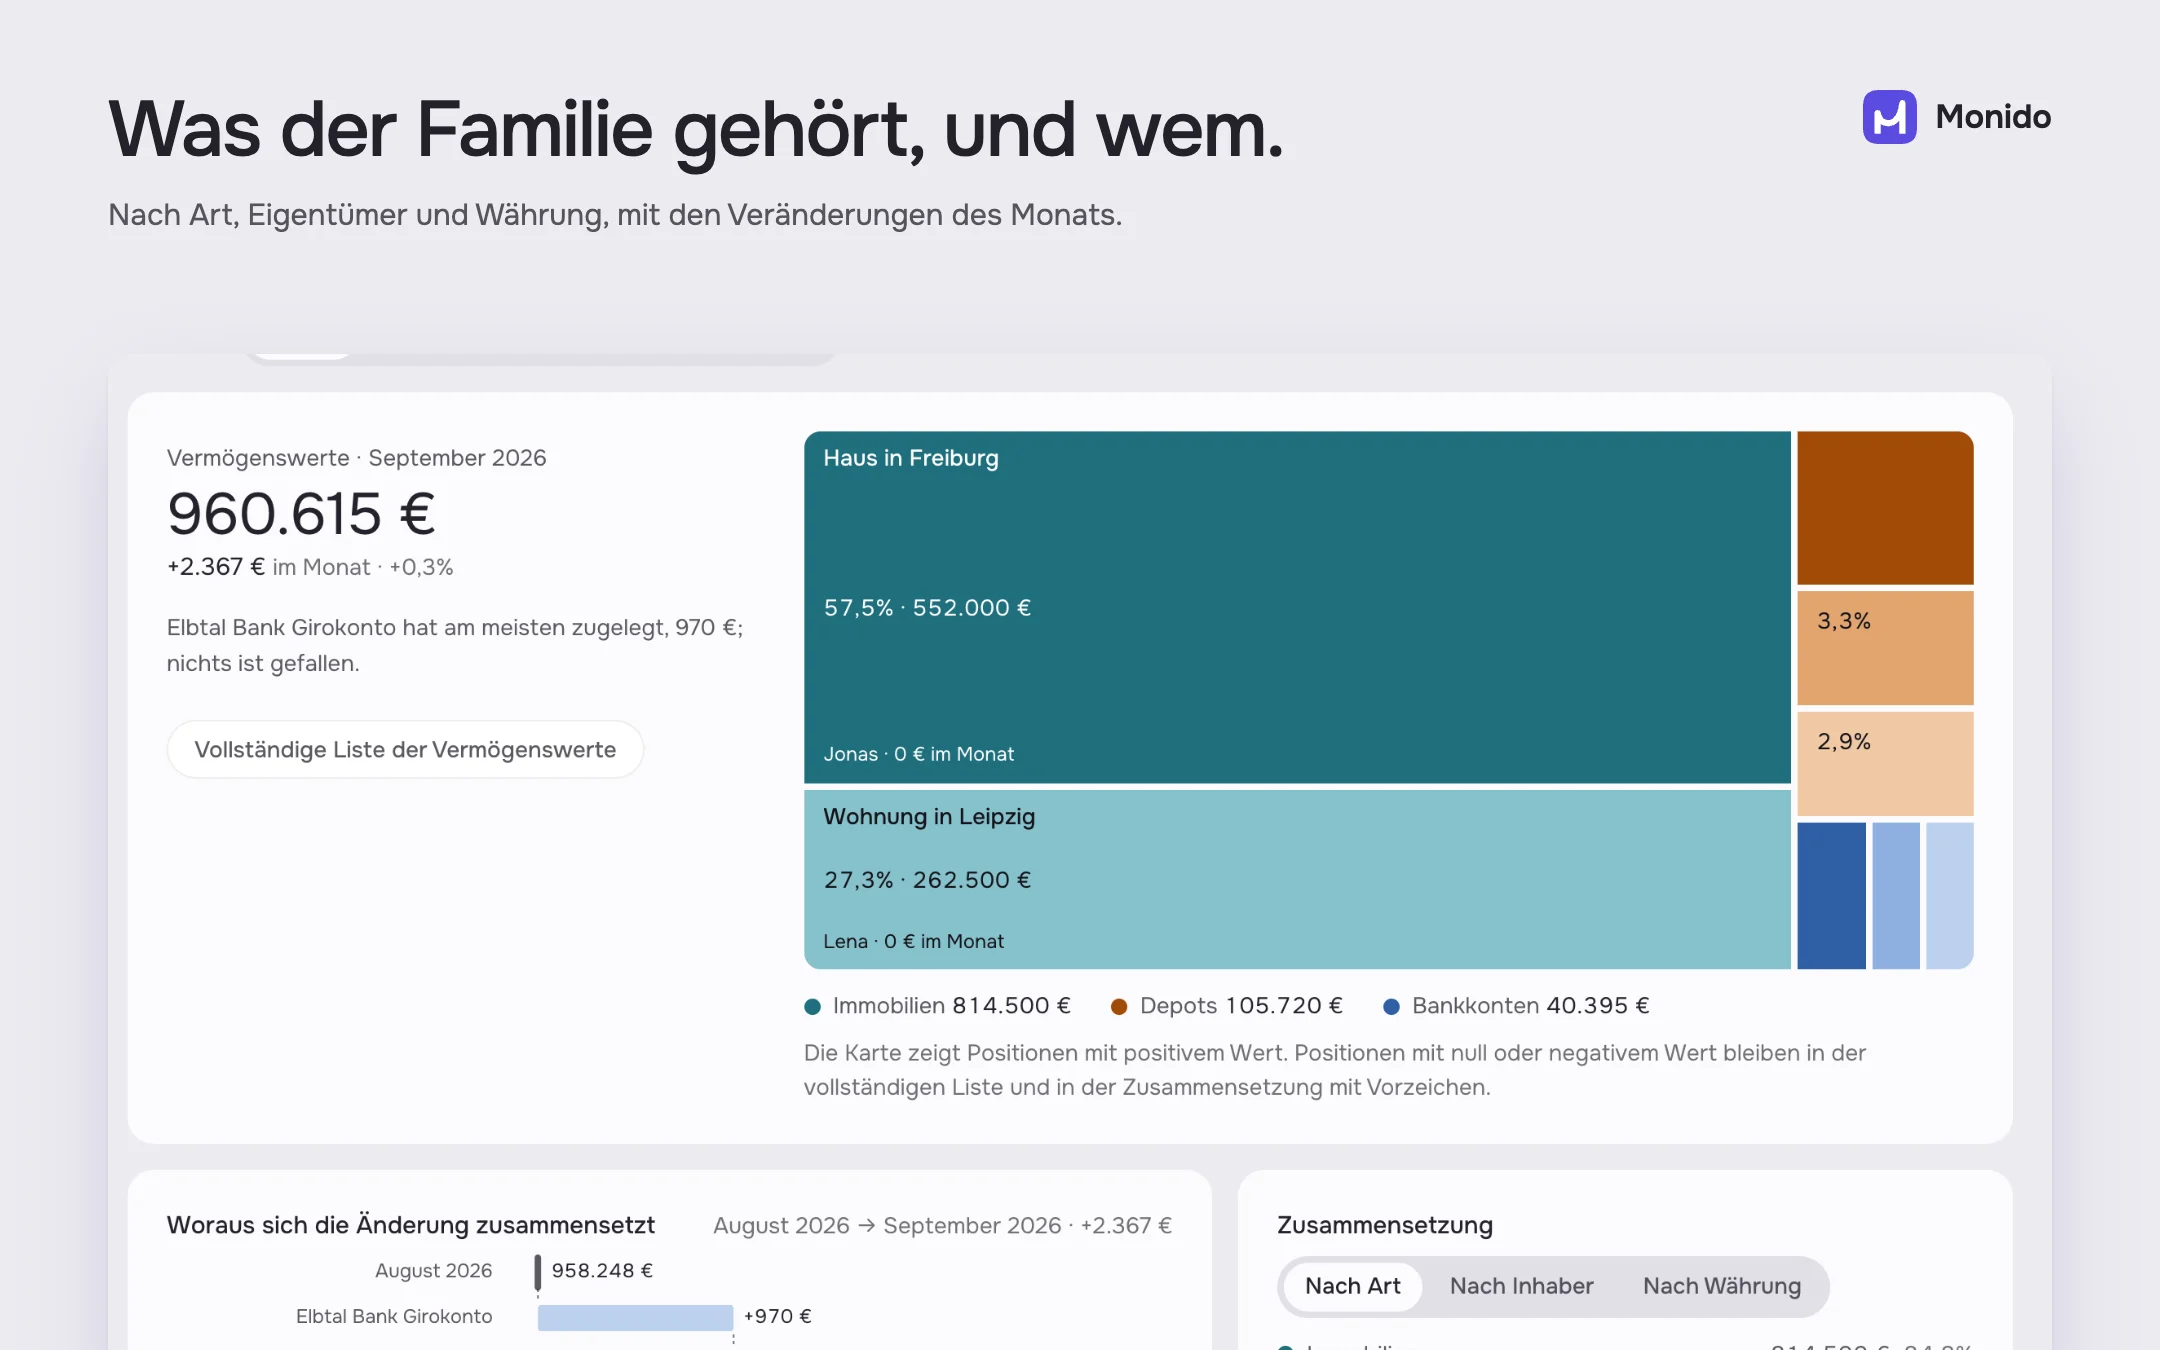 Was der Familie gehört, und wem.
Monido
Nach Art, Eigentümer und Währung, mit den Veränderungen des Monats.
Vermögenswerte · September 2026
960.615 €
+2.367 € im Monat · +0,3%
Elbtal Bank Girokonto hat am meisten zugelegt, 970 €;
nichts ist gefallen.
Vollständige Liste der Vermögenswerte
Haus in Freiburg
57,5% · 552.000 €
Jonas · 0 € im Monat
Wohnung in Leipzig
27,3% · 262.500 €
Lena · 0 € im Monat
3,3%
2,9%
Immobilien 814.500 €
Depots 105.720 €
Bankkonten 40.395 €
Die Karte zeigt Positionen mit positivem Wert. Positionen mit null oder negativem Wert bleiben in der
vollständigen Liste und in der Zusammensetzung mit Vorzeichen.
Woraus sich die Änderung zusammensetzt
August 2026 → September 2026 · +2.367 €
August 2026
958.248 €
Elbtal Bank Girokonto
+970 €
Zusammensetzung
Nach Art
Nach Inhaber
Nach Währung